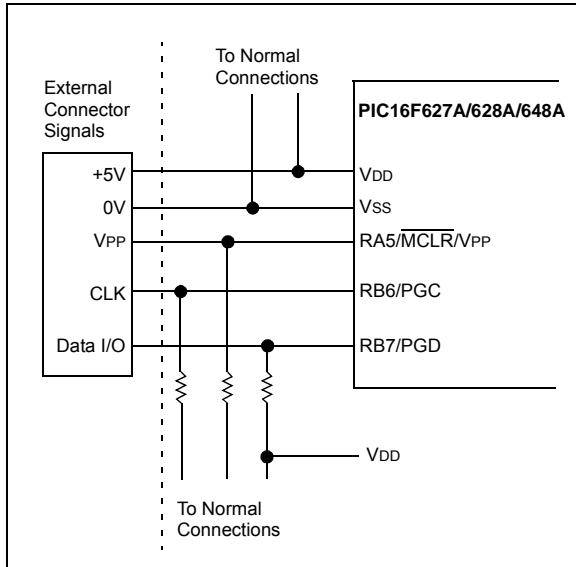 To Normal
Connections
External
Connector
Signals
PIC16F627A/628A/648A
+5V
VDD
0V
VSS
VPP
RA5/MCLR/VPP
CLK
RB6/PGC
Data I/O
RB7/PGD
VDD
To Normal
Connections